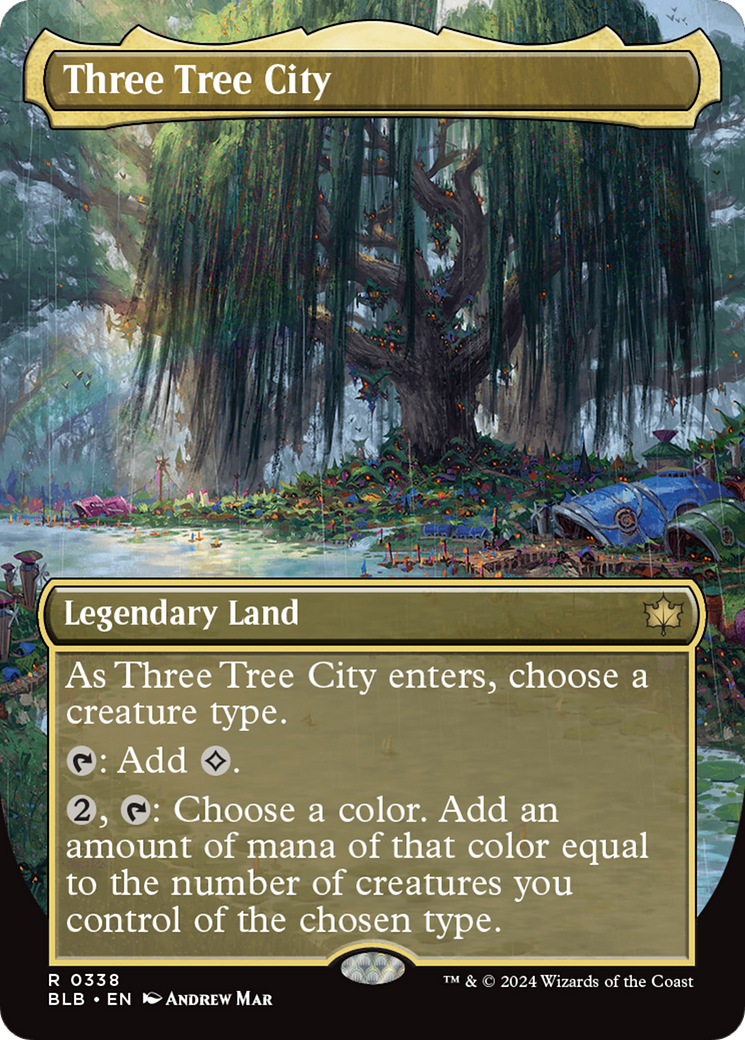 Three Tree City
Legendary Land
As Three Tree City enters, choose a
creature type.
: Add .
2, : Choose a color. Add an
amount of mana of that color equal
to the number of creatures you
control of the chosen type.
R 0338
™ & © 2024 Wizards of the Coast
BLB • EN Andrew Mar